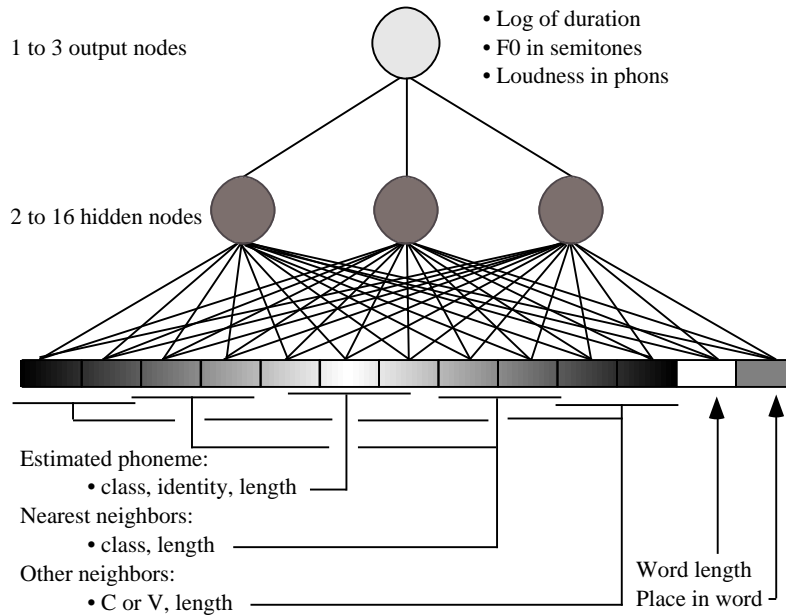 1 to 3 output nodes
• Log of duration
• F0 in semitones
• Loudness in phons
2 to 16 hidden nodes
Estimated phoneme:
• class, identity, length
Nearest neighbors:
• class, length
Other neighbors:
• C or V, length
Word length
Place in word